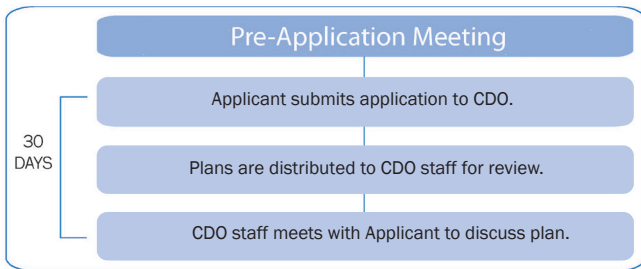 Pre-Application Meeting
Applicant submits application to CDO.
30
DAYS
Plans are distributed to CDO staff for review.
CDO staff meets with Applicant to discuss plan.